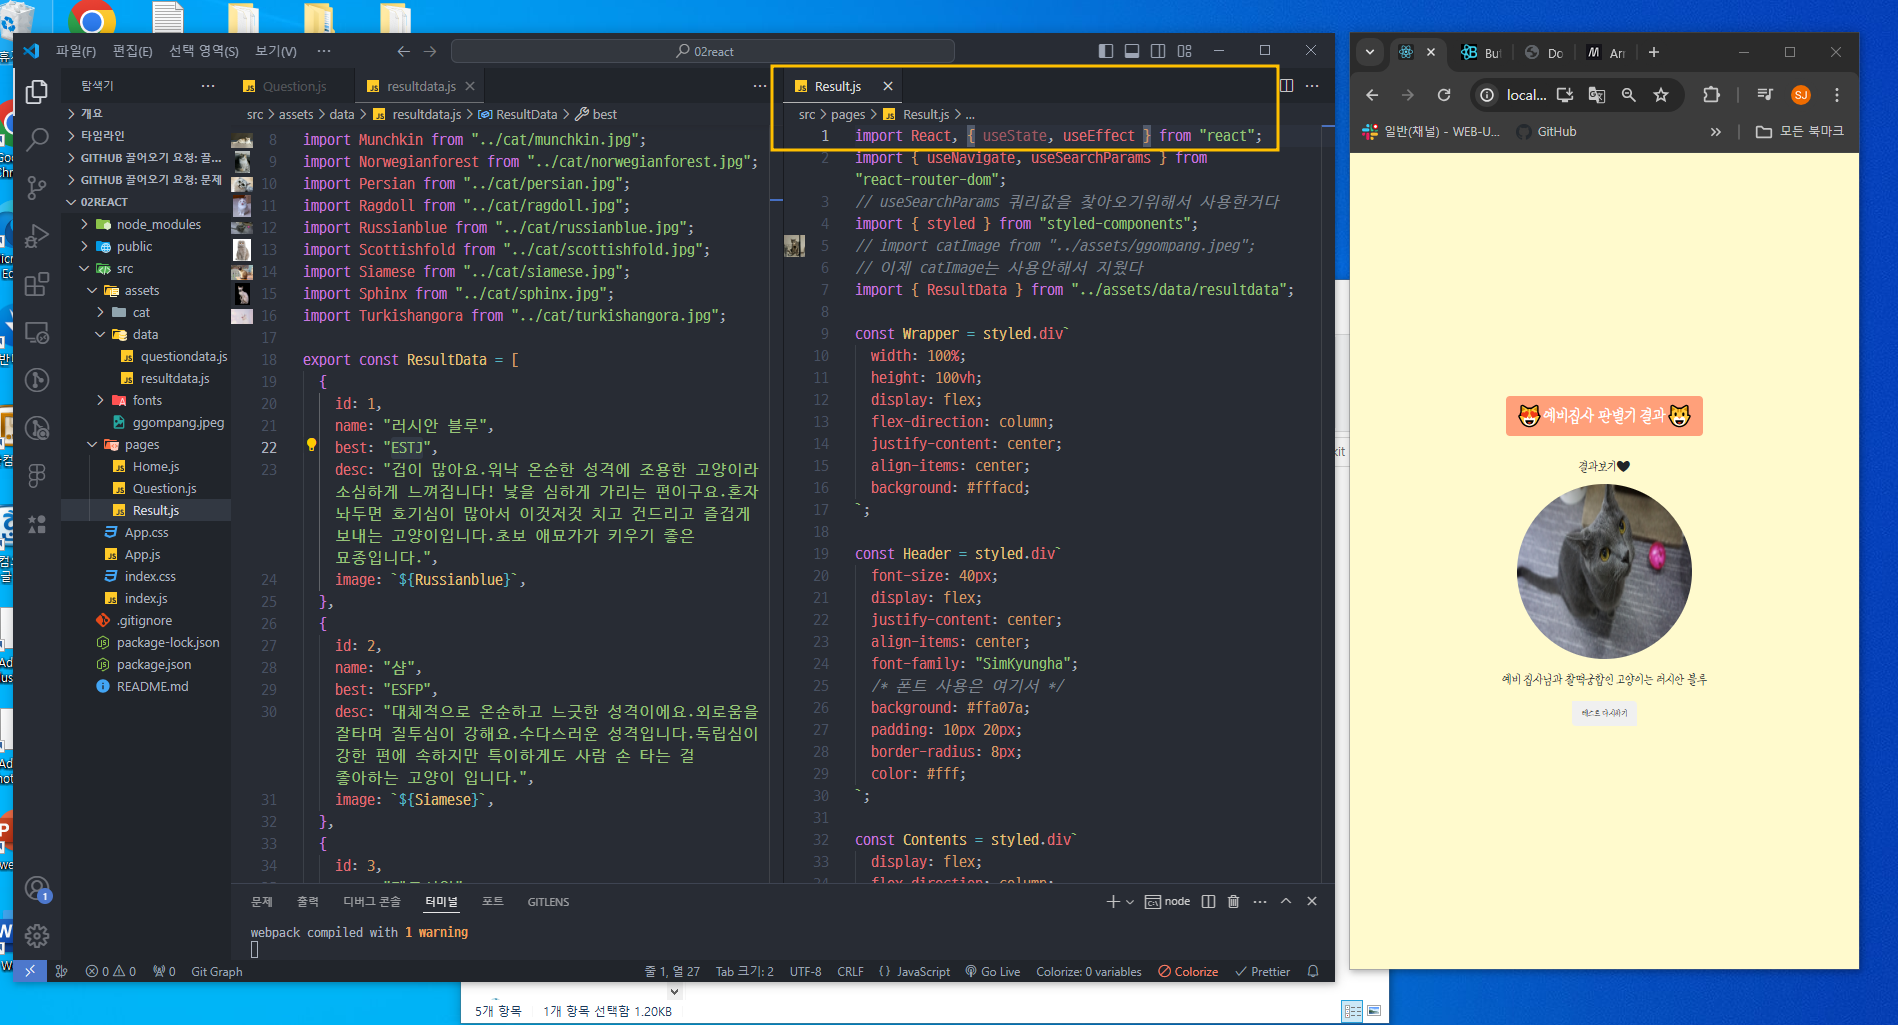 파일(F) 편집(E) 선택 영역(S) 보기(V) ··· 02react
탐색기 ···
개요
타임라인
GITHUB 끌어오기 요청: 끌...
GITHUB 끌어오기 요청: 문제
02REACT
node_modules
public
src
assets
cat
data
questiondata.js
resultdata.js
fonts
ggompang.jpeg
pages
Home.js
Question.js
Result.js
App.css
App.js
index.css
index.js
.gitignore
package-lock.json
package.json
README.md
Question.js resultdata.js
src > assets > data > resultdata.js > ResultData > best
8 import Munchkin from "../cat/munchkin.jpg";
9 import Norwegianforest from "../cat/norwegianforest.jpg";
10 import Persian from "../cat/persian.jpg";
11 import Ragdoll from "../cat/ragdoll.jpg";
12 import Russianblue from "../cat/russianblue.jpg";
13 import Scottishfold from "../cat/scottishfold.jpg";
14 import Siamese from "../cat/siamese.jpg";
15 import Sphinx from "../cat/sphinx.jpg";
16 import Turkishangora from "../cat/turkishangora.jpg";
17
18 export const ResultData = [
19 {
20 id: 1,
21 name: "러시안 블루",
22 best: "ESTJ",
23 desc: "겁이 많아요.워낙 온순한 성격에 조용한 고양이라
소심하게 느껴집니다! 낯을 심하게 가리는 편이구요.혼자
놔두면 호기심이 많아서 이것저것 치고 건드리고 즐겁게
보내는 고양이입니다.초보 애묘가가 키우기 좋은
묘종입니다.",
24 image: `${Russianblue}`,
25 },
26 {
27 id: 2,
28 name: "샴",
29 best: "ESFP",
30 desc: "대체적으로 온순하고 느긋한 성격이에요.외로움을
잘타며 질투심이 강해요.수다스러운 성격입니다.독립심이
강한 편에 속하지만 특이하게도 사람 손 타는 걸
좋아하는 고양이 입니다.",
31 image: `${Siamese}`,
32 },
33 {
34 id: 3,
Result.js
src > pages > Result.js > ...
1 import React, { useState, useEffect } from "react";
2 import { useNavigate, useSearchParams } from
"react-router-dom";
3 // useSearchParams 쿼리값을 찾아오기위해서 사용한거다
4 import { styled } from "styled-components";
5 // import catImage from "../assets/ggompang.jpeg";
6 // 이제 catImage는 사용안해서 지웠다
7 import { ResultData } from "../assets/data/resultdata";
8
9 const Wrapper = styled.div`
10 width: 100%;
11 height: 100vh;
12 display: flex;
13 flex-direction: column;
14 justify-content: center;
15 align-items: center;
16 background: #fffacd;
17 `;
18
19 const Header = styled.div`
20 font-size: 40px;
21 display: flex;
22 justify-content: center;
23 align-items: center;
24 font-family: "SimKyungha";
25 /* 폰트 사용은 여기서 */
26 background: #ffa07a;
27 padding: 10px 20px;
28 border-radius: 8px;
29 color: #fff;
30 `;
31
32 const Contents = styled.div`
33 display: flex;
34 flex-direction: column;
문제 출력 디버그 콘솔 터미널 포트 GITLENS
node
webpack compiled with 1 warning
0 0 0 Git Graph
줄 1, 열 27 Tab 크기: 2 UTF-8 CRLF {} JavaScript Go Live Colorize: 0 variables Colorize Prettier
5개 항목 1개 항목 선택함 1.20KB
But Do Ar
local... SJ
일반(채널) - WEB-U... GitHub » 모든 북마크
예비집사 판별기 결과
결과보기
예비 집사님과 찰떡궁합인 고양이는 러시안 블루
테스트 다시하기